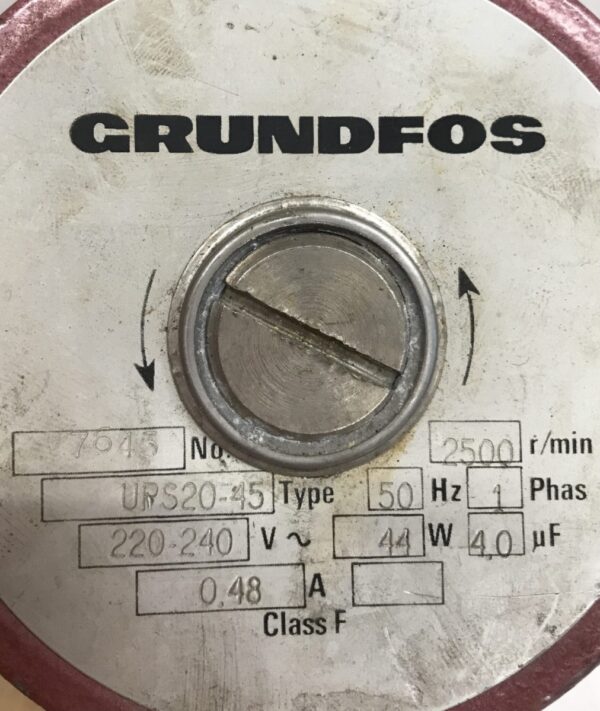 GRUNDFOS
No. 2500 r/min
UPS20-45 Type 50 Hz 1 Phas
220-240 V ~ 44 W 4,0 µF
0,48 A
Class F